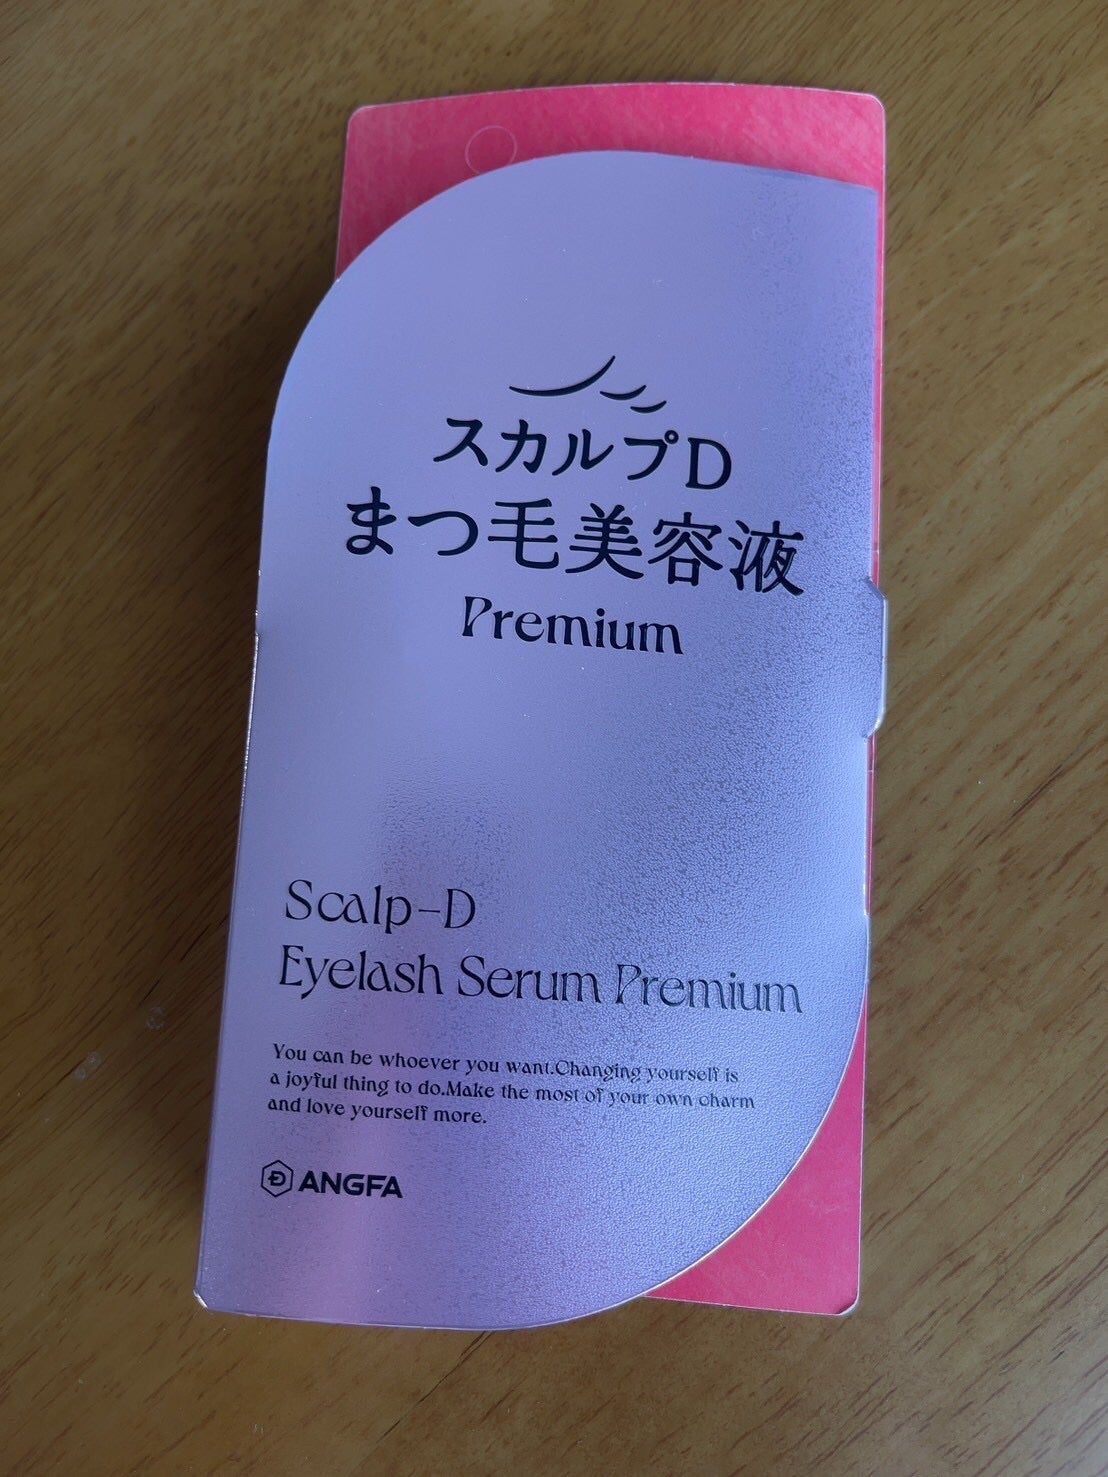 スカルプD
まつ毛美容液
Premium
Scalp-D
Eyelash Serum Premium
You can be whoever you want.Changing yourself is
a joyful thing to do.Make the most of your own charm
and love yourself more.
ANGFA